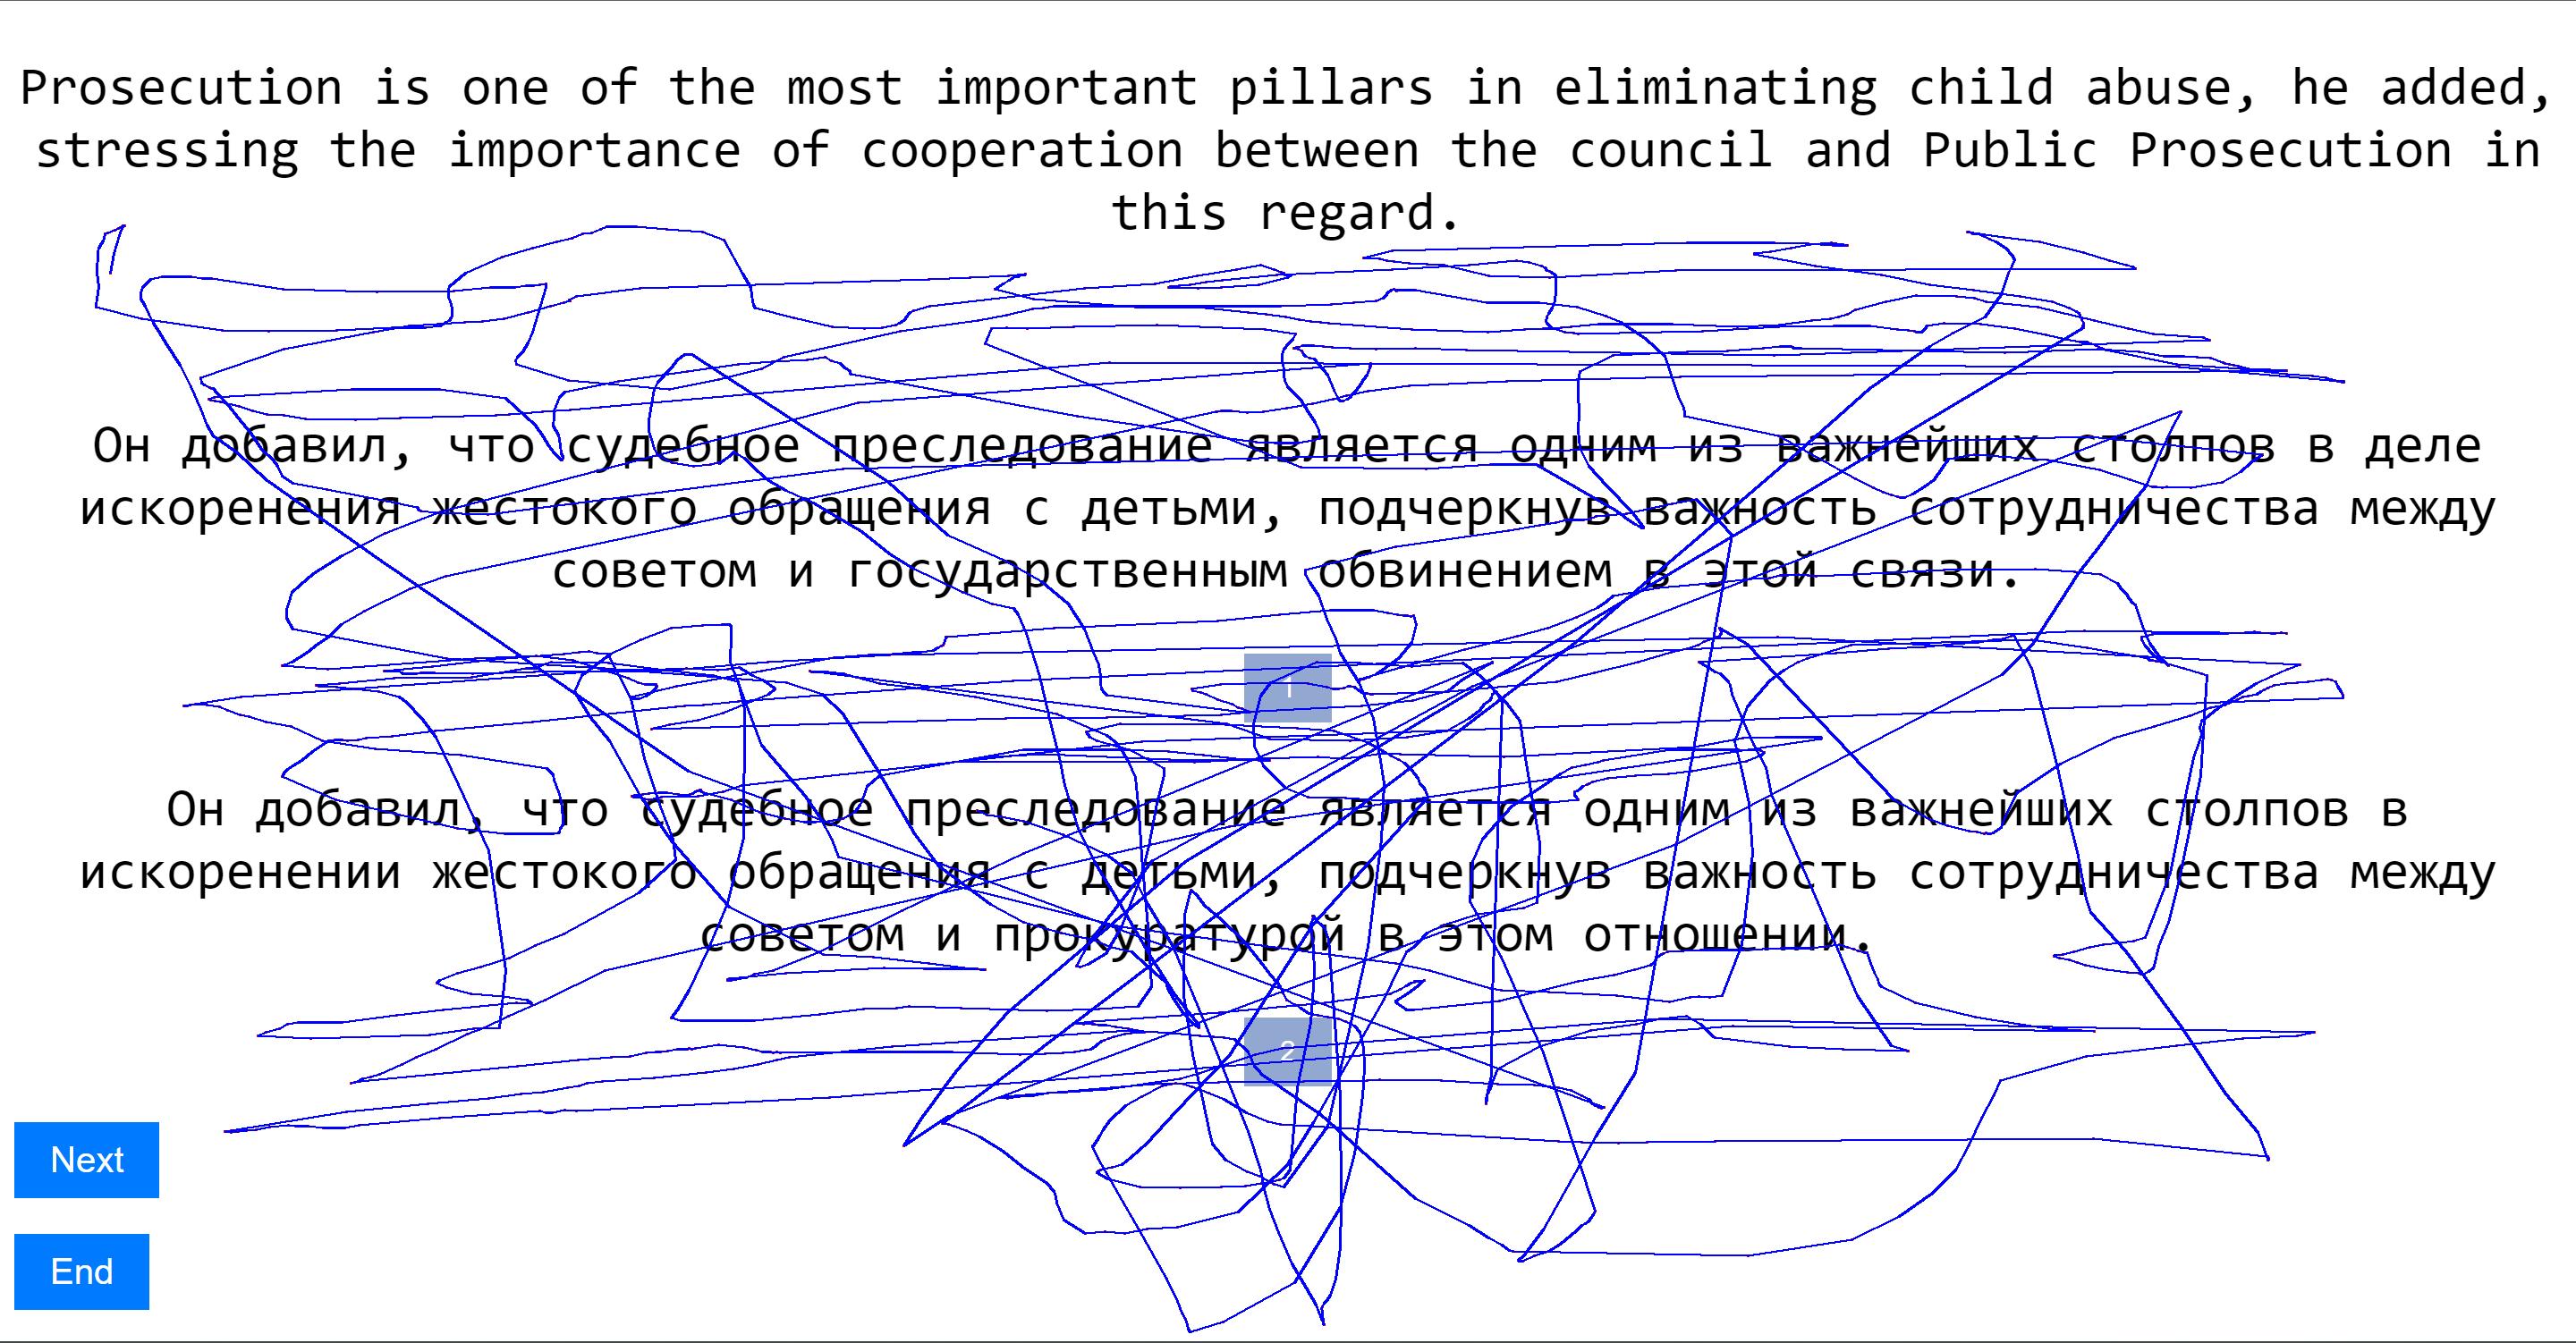 Prosecution is one of the most important pillars in eliminating child abuse, he added,
stressing the importance of cooperation between the council and Public Prosecution in
this regard.
Он добавил, что судебное преследование является одним из важнейших столпов в деле
искоренения жестокого обращения с детьми, подчеркнув важность сотрудничества между
советом и государственным обвинением в этой связи.
1
Он добавил, что судебное преследование является одним из важнейших столпов в
искоренении жестокого обращения с детьми, подчеркнув важность сотрудничества между
советом и прокуратурой в этом отношении.
2
Next
End